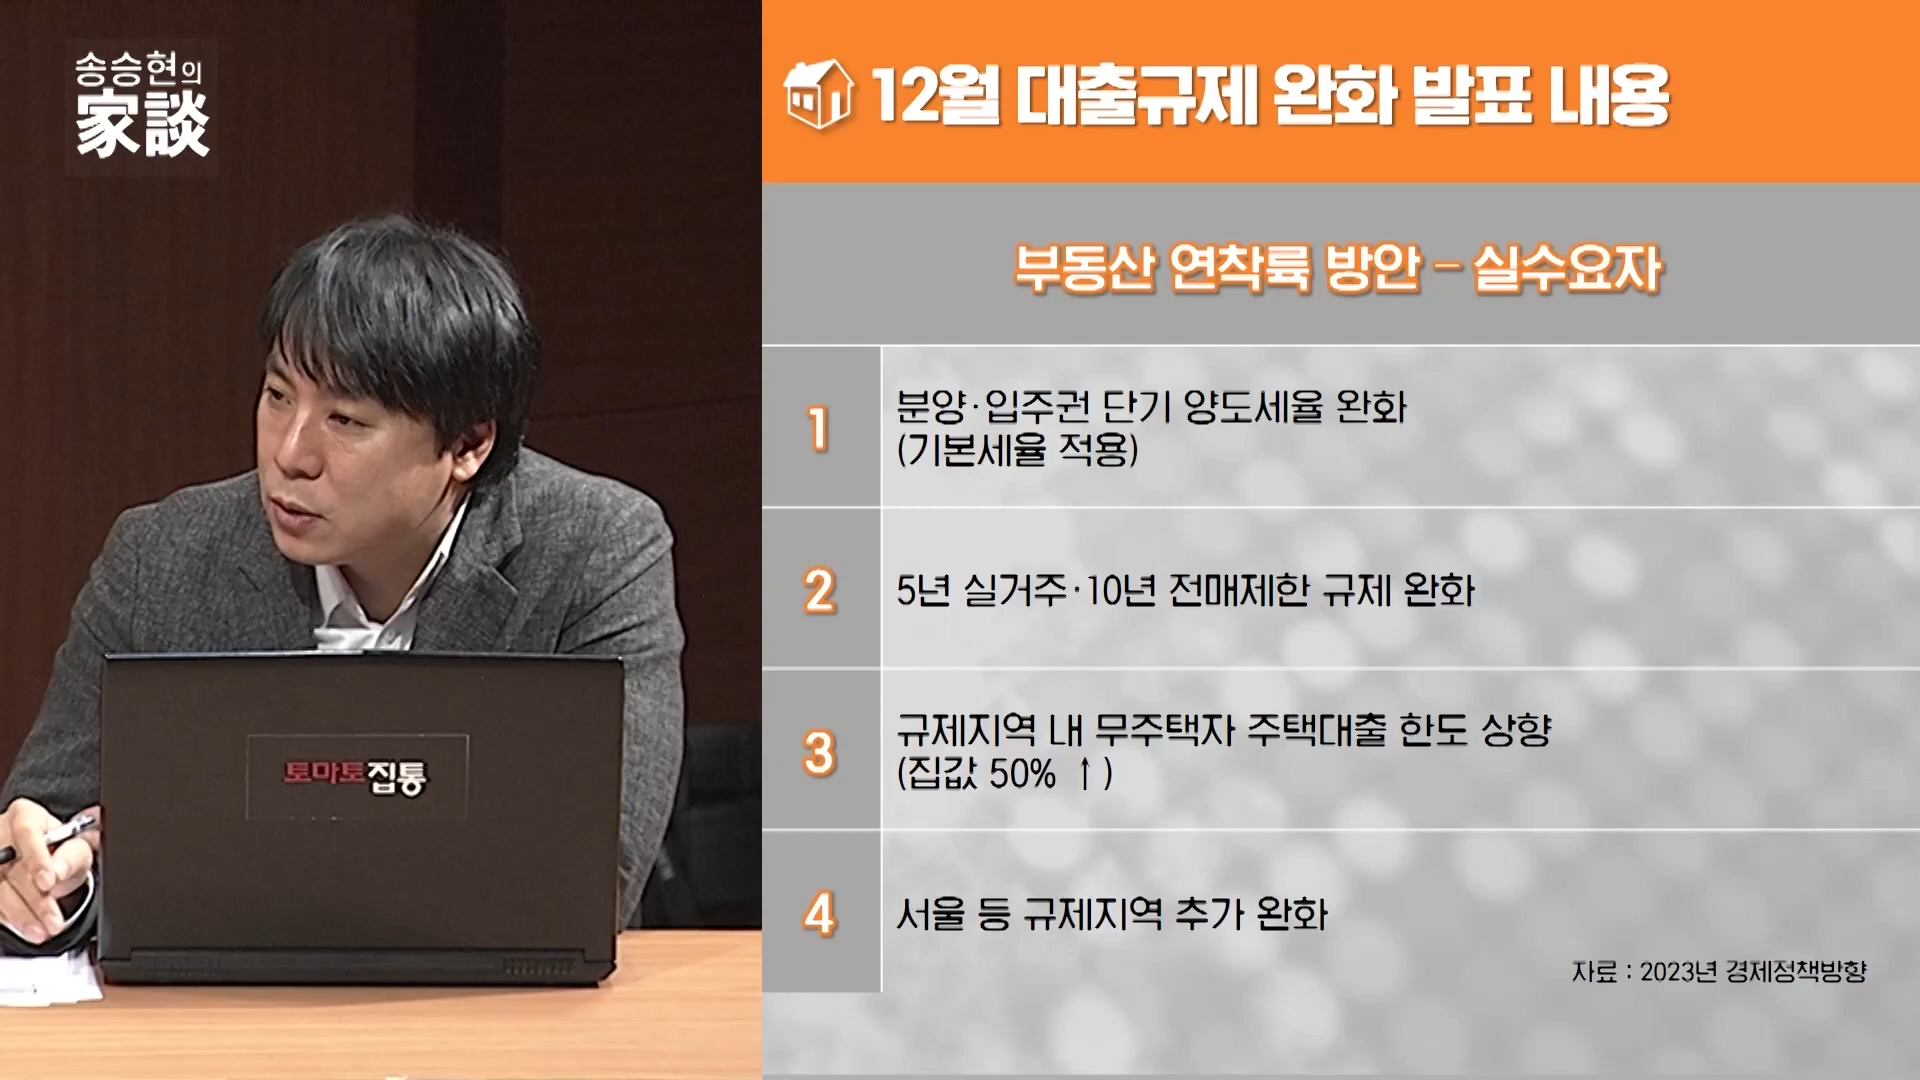 송승현의
家談
12월 대출규제 완화 발표 내용
부동산 연착륙 방안 – 실수요자
1
분양·입주권 단기 양도세율 완화
(기본세율 적용)
2
5년 실거주·10년 전매제한 규제 완화
3
규제지역 내 무주택자 주택대출 한도 상향
(집값 50% ↑)
4
서울 등 규제지역 추가 완화
자료 : 2023년 경제정책방향
토마토집통